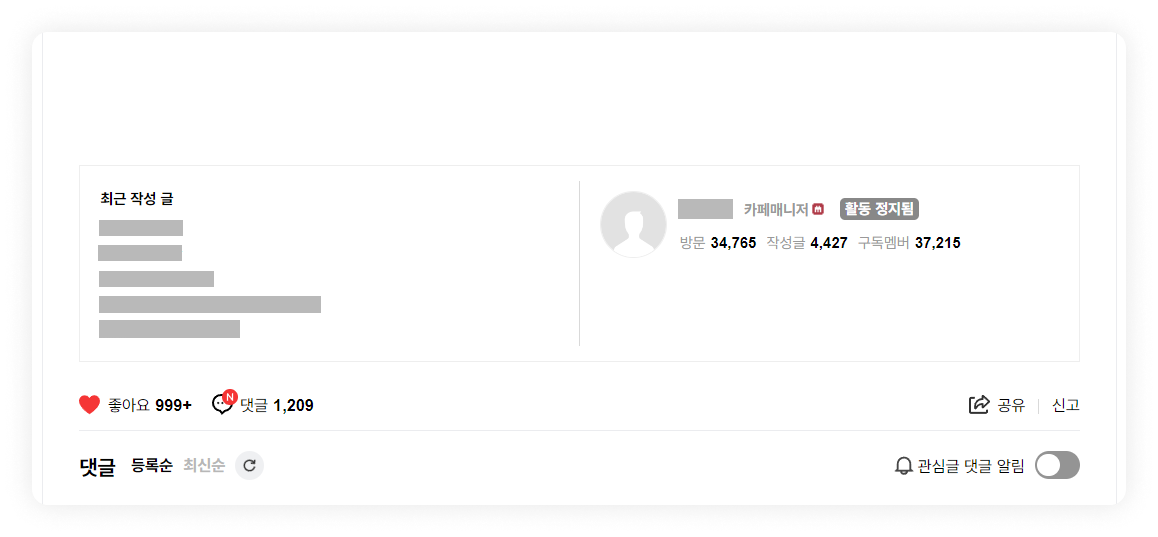 최근 작성 글
카페매니저 활동 정지됨
방문 34,765 작성글 4,427 구독멤버 37,215
좋아요 999+ N 댓글 1,209 공유 신고
댓글 등록순 최신순 관심글 댓글 알림